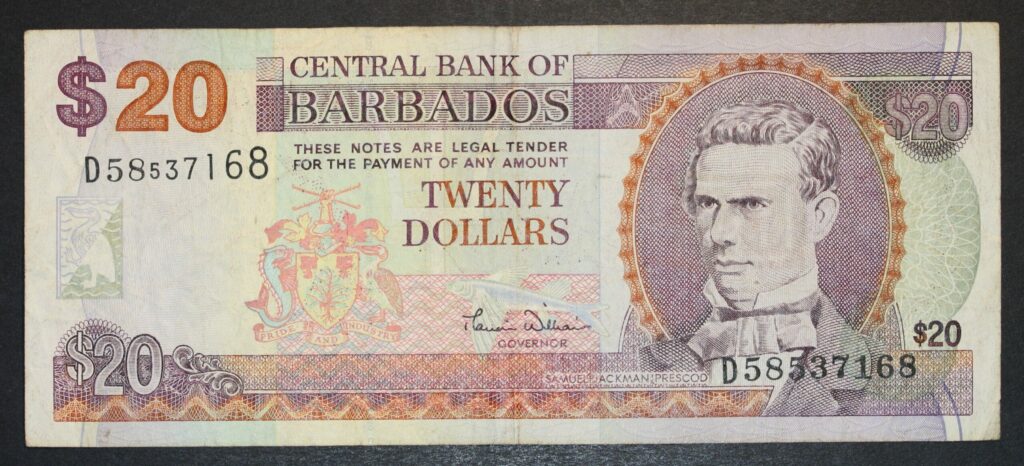 $20
CENTRAL BANK OF
BARBADOS
THESE NOTES ARE LEGAL TENDER
FOR THE PAYMENT OF ANY AMOUNT
TWENTY
DOLLARS
D58537168
$20
PRIDE AND INDUSTRY
GOVERNOR
SAMUEL JACKMAN PRESCOD
$20
$20
D58537168